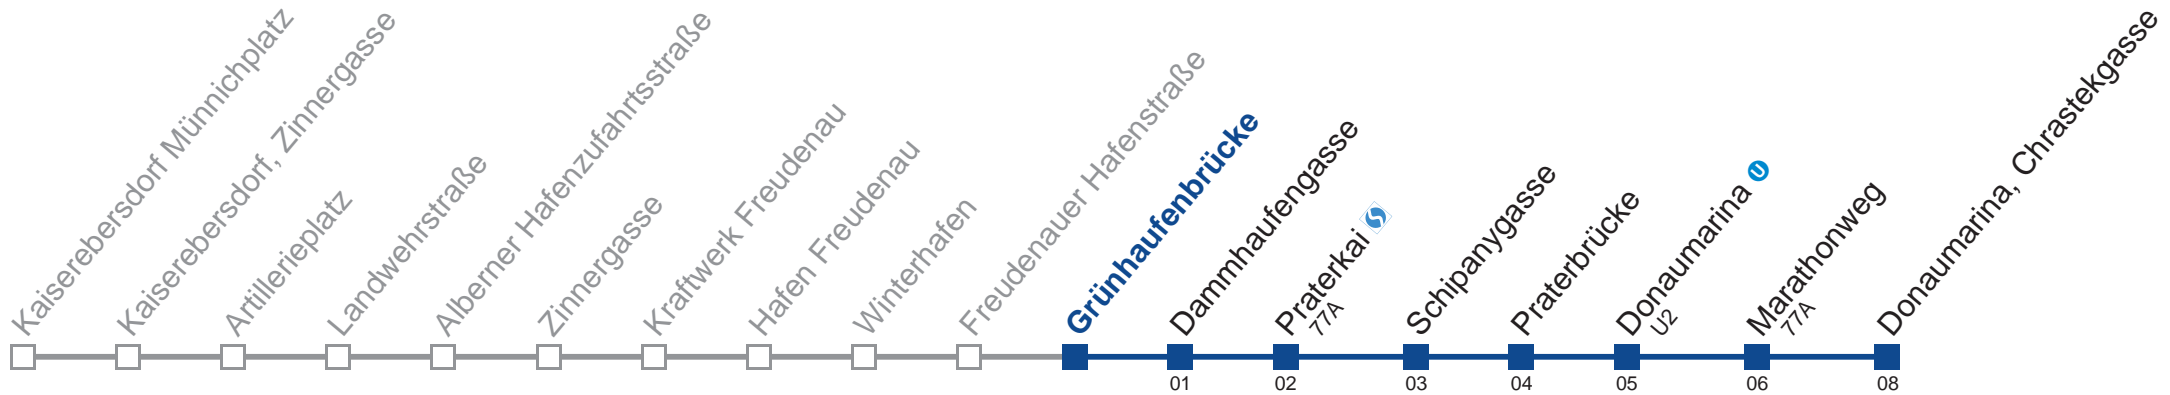 Kaiserebersdorf Münnichplatz
Kaiserebersdorf, Zinnergasse
Artillerieplatz
Landwehrstraße
Alberner Hafenzufahrtsstraße
Zinnergasse
Kraftwerk Freudenau
Hafen Freudenau
Winterhafen
Freudenauer Hafenstraße
Grünhaufenbrücke
Dammhaufengasse
01
Praterkai
77A
02
Schipanygasse
03
Praterbrücke
04
Donaumarina U
U2
05
Marathonweg
77A
06
Donaumarina, Chrastekgasse
08